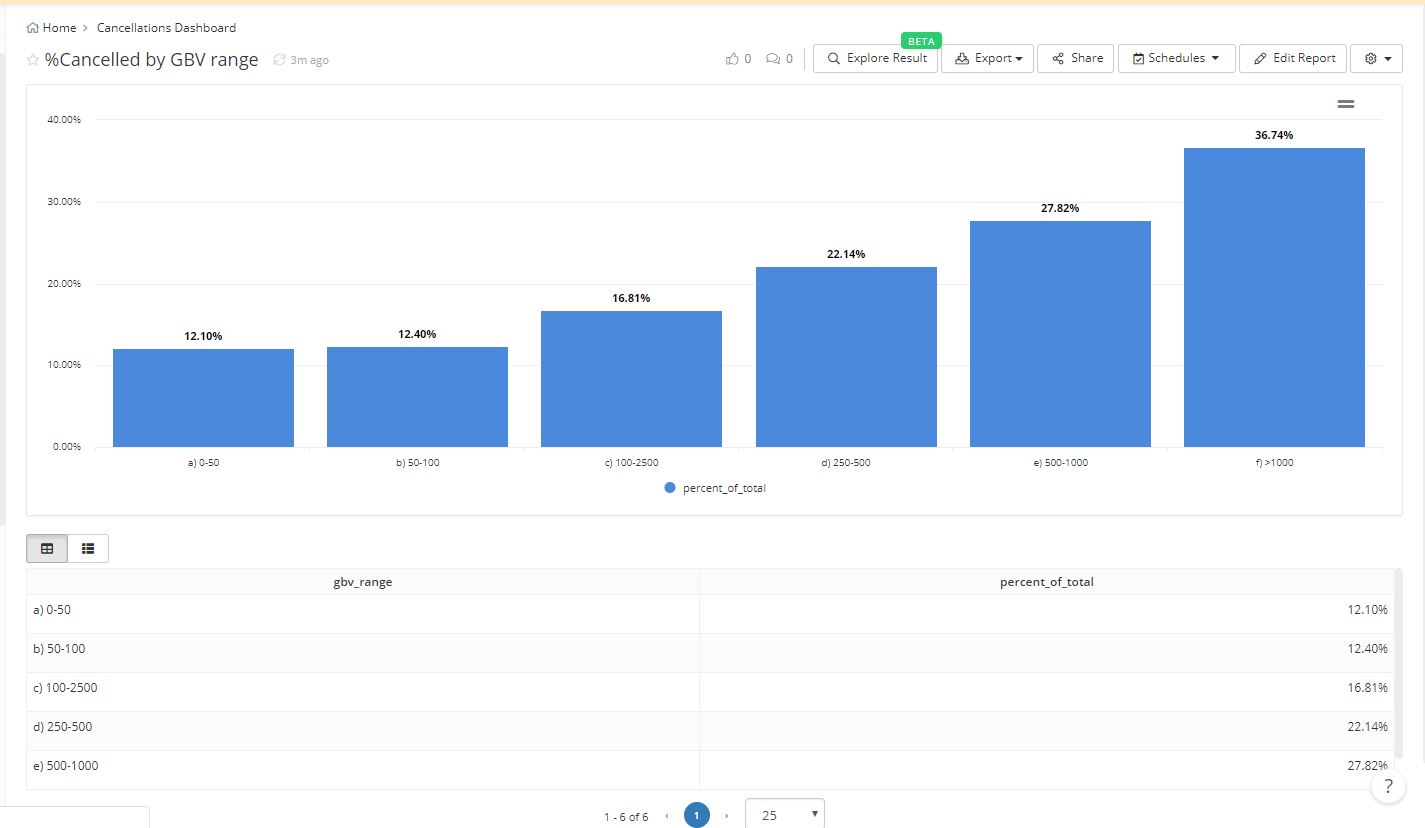 Home > Cancellations Dashboard
%Cancelled by GBV range 3m ago
0 0 Explore Result BETA Export Share Schedules Edit Report
40.00%
30.00%
20.00%
10.00%
0.00%
12.10% 12.40% 16.81% 22.14% 27.82% 36.74%
a) 0-50 b) 50-100 c) 100-2500 d) 250-500 e) 500-1000 f) >1000
percent_of_total
gbv_range percent_of_total
a) 0-50 12.10%
b) 50-100 12.40%
c) 100-2500 16.81%
d) 250-500 22.14%
e) 500-1000 27.82%
?
1 - 6 of 6 ‹ 1 › 25